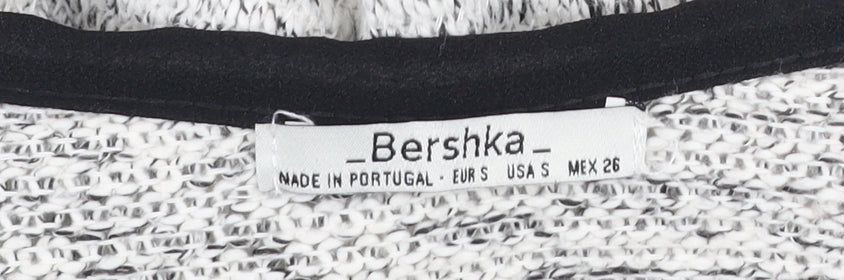 _Bershka_
MADE IN PORTUGAL - EUR S USA S MEX 26